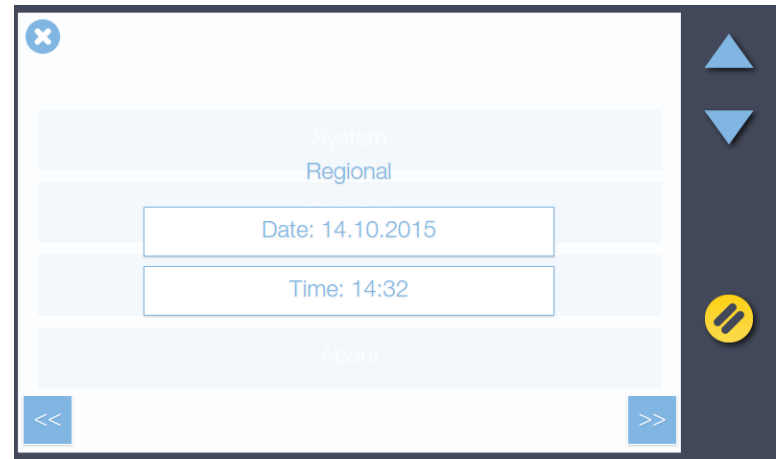 System
Regional
Date: 14.10.2015
Time: 14:32
About
<< >>